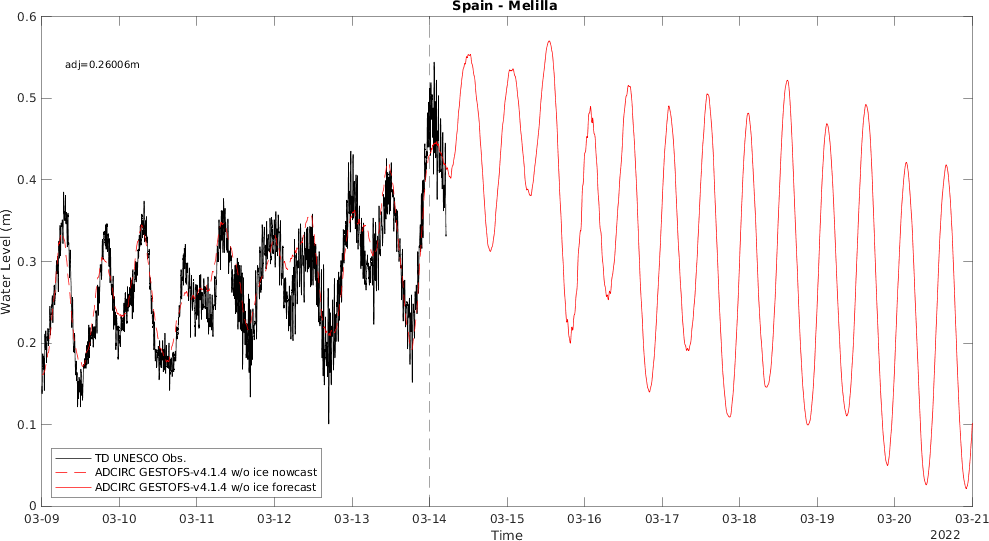 Spain - Melilla
adj=0.26006m
Water Level (m)
0.6
0.5
0.4
0.3
0.2
0.1
0
TD UNESCO Obs.
ADCIRC GESTOFS-v4.1.4 w/o ice nowcast
ADCIRC GESTOFS-v4.1.4 w/o ice forecast
03-09 03-10 03-11 03-12 03-13 03-14 03-15 03-16 03-17 03-18 03-19 03-20 03-21
Time
2022